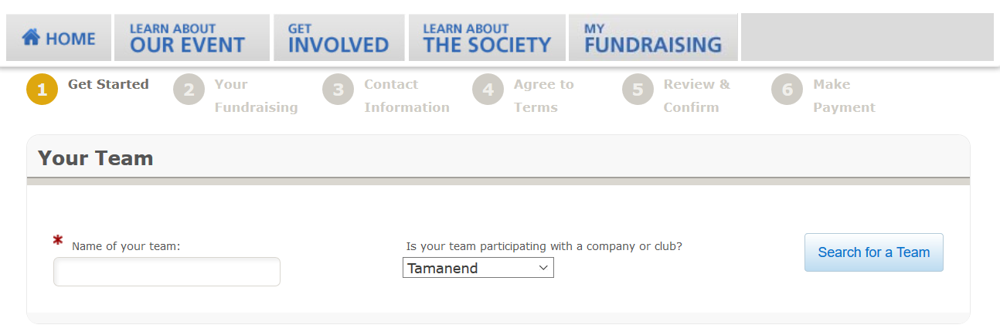 HOME
LEARN ABOUT
OUR EVENT
GET
INVOLVED
LEARN ABOUT
THE SOCIETY
MY
FUNDRAISING
1 Get Started
2 Your
Fundraising
3 Contact
Information
4 Agree to
Terms
5 Review &
Confirm
6 Make
Payment
Your Team
* Name of your team:
Is your team participating with a company or club?
Tamanend
Search for a Team